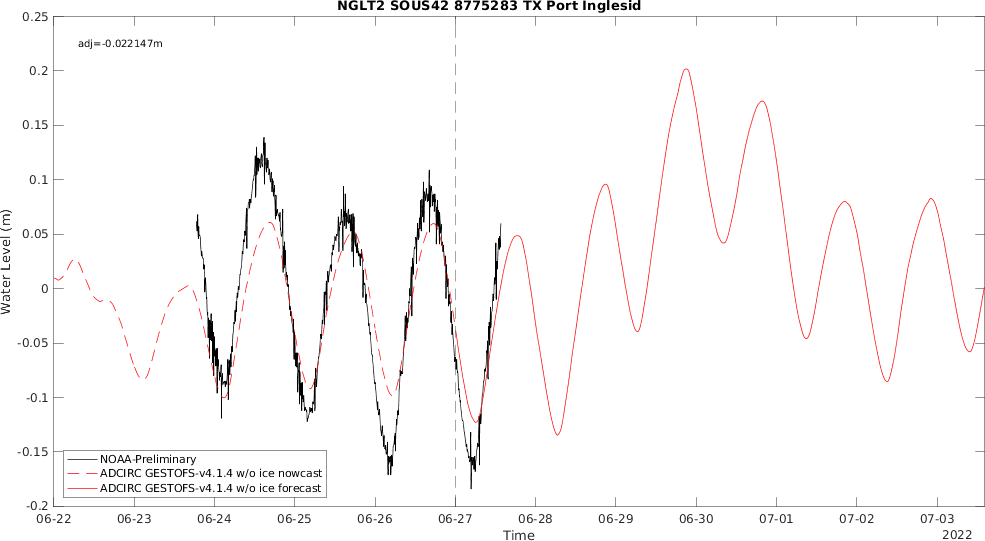 NGLT2 SOUS42 8775283 TX Port Inglesid
adj=-0.022147m
Water Level (m)
0.25
0.2
0.15
0.1
0.05
0
-0.05
-0.1
-0.15
-0.2
NOAA-Preliminary
ADCIRC GESTOFS-v4.1.4 w/o ice nowcast
ADCIRC GESTOFS-v4.1.4 w/o ice forecast
06-22 06-23 06-24 06-25 06-26 06-27 06-28 06-29 06-30 07-01 07-02 07-03
Time
2022